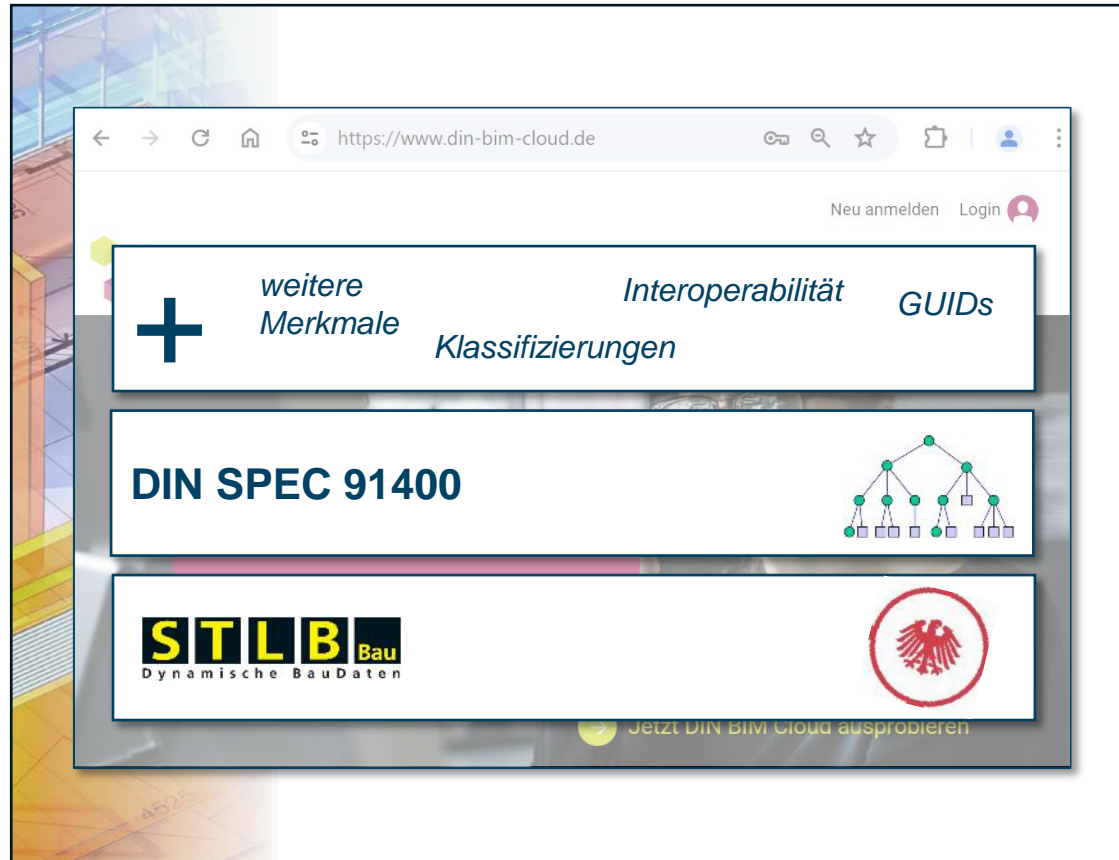 https://www.din-bim-cloud.de
Neu anmelden Login
+
weitere
Merkmale
Interoperabilität
GUIDs
Klassifizierungen
DIN SPEC 91400
STLB Bau
Dynamische BauDaten
Jetzt DIN BIM Cloud ausprobieren
4525